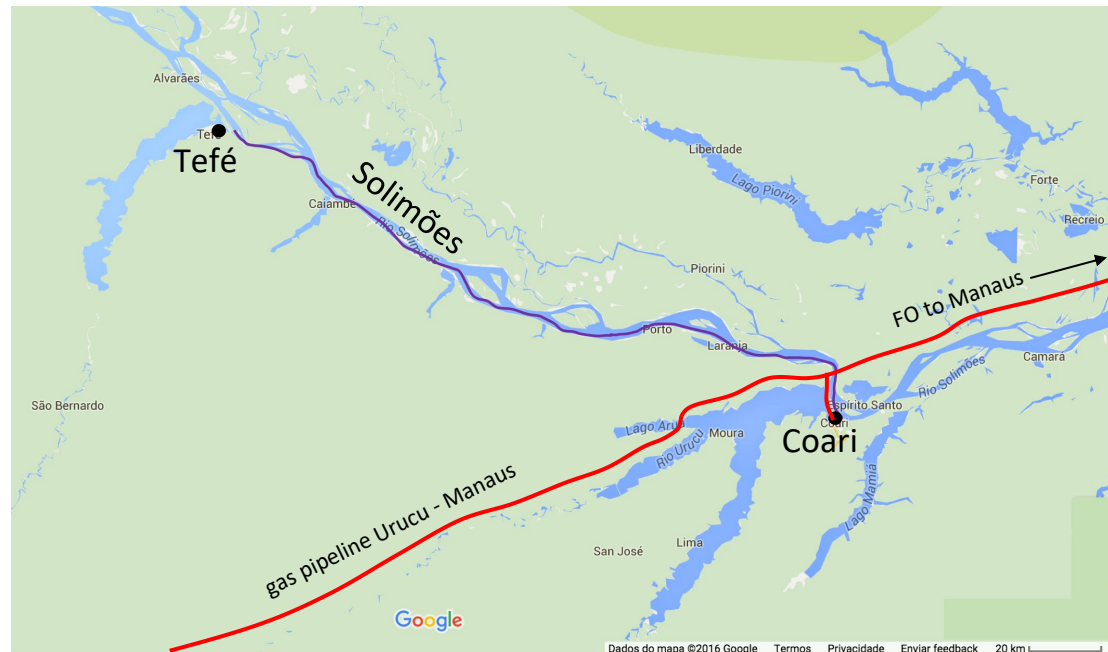 Alvarães
Tefé
Tefé
Solimões
Caiambé
Rio Solimões
Liberdade
Lago Piorini
Forte
Recreio
Piorini
FO to Manaus
Porto
Laranja
Camará
Rio Solimões
São Bernardo
Espírito Santo
Coari
Coari
Lago Aruã
Moura
Rio Urucu
Lago Mamiá
gas pipeline Urucu - Manaus
San José
Lima
Google
Dados do mapa ©2016 Google Termos Privacidade Enviar feedback 20 km